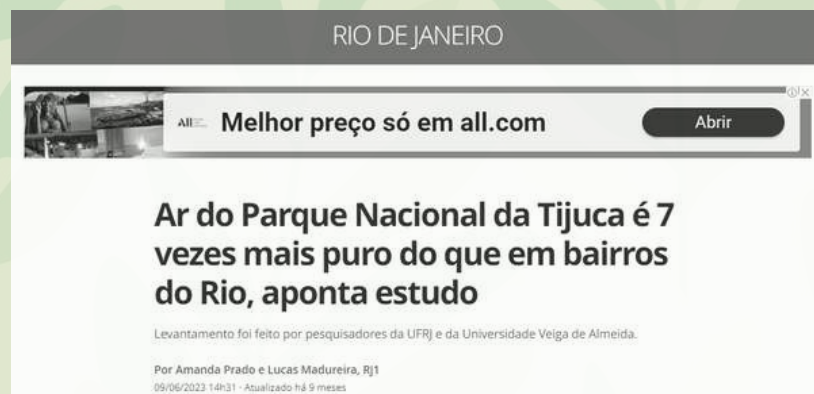 RIO DE JANEIRO
All
Melhor preço só em all.com
Abrir
Ar do Parque Nacional da Tijuca é 7
vezes mais puro do que em bairros
do Rio, aponta estudo
Levantamento foi feito por pesquisadores da UFRJ e da Universidade Veiga de Almeida.
Por Amanda Prado e Lucas Madureira, RJ1
09/06/2023 14h31 · Atualizado há 9 meses